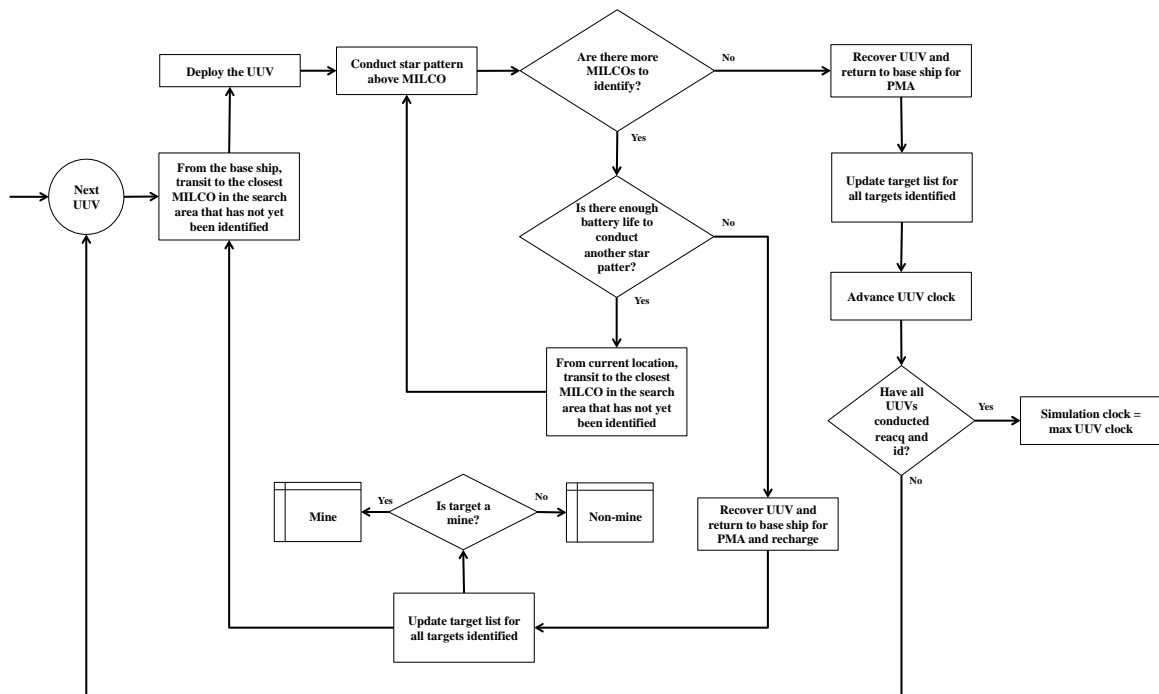 Next
UUV
From the base ship,
transit to the closest
MILCO in the search
area that has not yet
been identified
Deploy the UUV
Conduct star pattern
above MILCO
Are there more
MILCOs to
identify?
No
Yes
Recover UUV and
return to base ship for
PMA
Update target list for
all targets identified
Advance UUV clock
Have all
UUVs
conducted
reacq and
id?
Yes
No
Simulation clock =
max UUV clock
Is there enough
battery life to
conduct
another star
patter?
No
Yes
From current location,
transit to the closest
MILCO in the search
area that has not yet
been identified
Recover UUV and
return to base ship for
PMA and recharge
Update target list for
all targets identified
Is target a
mine?
Yes
No
Mine
Non-mine